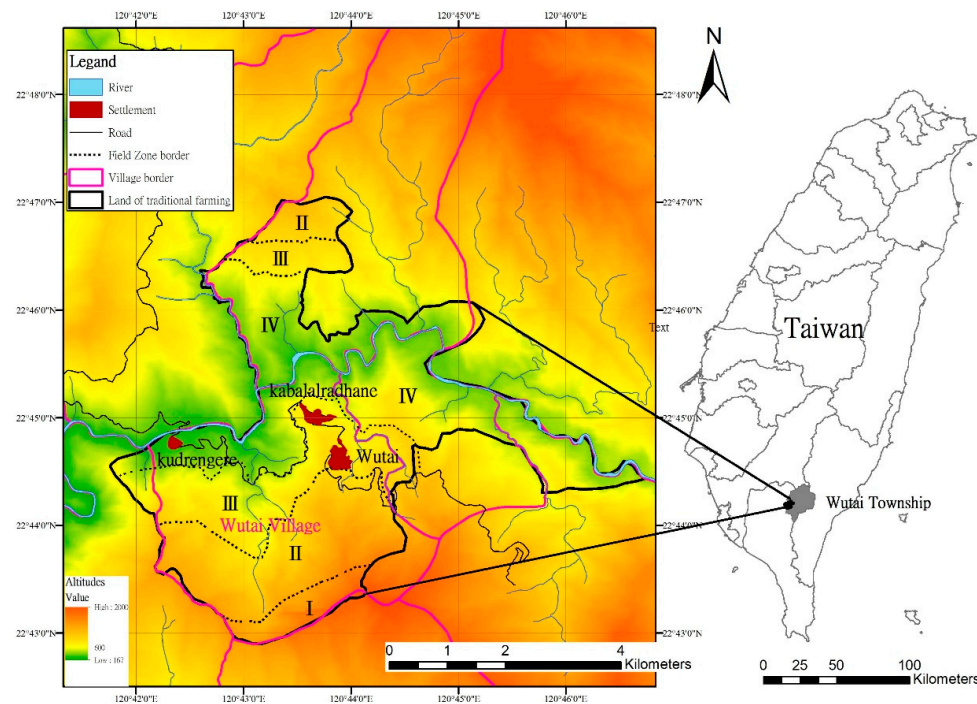 120°42'0"E 120°43'0"E 120°44'0"E 120°45'0"E 120°46'0"E
Legand
River
Settlement
Road
Field Zone border
Village border
Land of traditional farming
22°48'0"N
22°48'0"N
22°47'0"N
22°47'0"N
22°46'0"N
22°46'0"N
22°45'0"N
22°45'0"N
22°44'0"N
22°44'0"N
22°43'0"N
22°43'0"N
II
III
IV
kabalalradhane
IV
kudrengere
Wutai
III
Wutai Village
II
I
Altitudes
Value
High : 2000
600
Low : 167
0 1 2 4
Kilometers
120°42'0"E 120°43'0"E 120°44'0"E 120°45'0"E 120°46'0"E
N
Text
Taiwan
Wutai Township
0 25 50 100
Kilometers